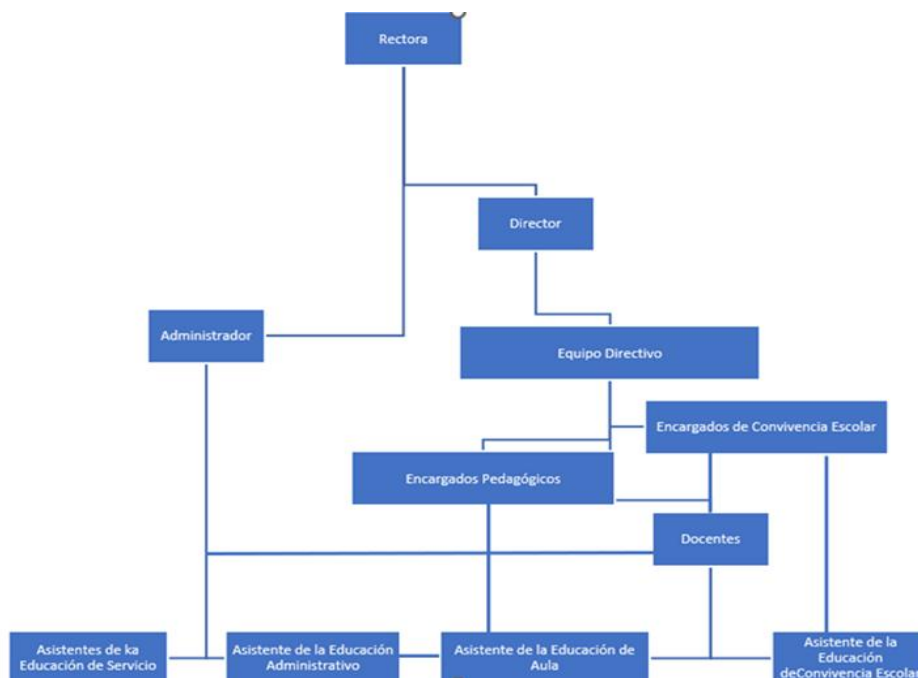 Rectora
Director
Administrador
Equipo Directivo
Encargados de Convivencia Escolar
Encargados Pedagógicos
Docentes
Asistentes de ka
Educación de Servicio
Asistente de la Educación
Administrativo
Asistente de la Educación de
Aula
Asistente de la
Educación
deConvivencia Escolar